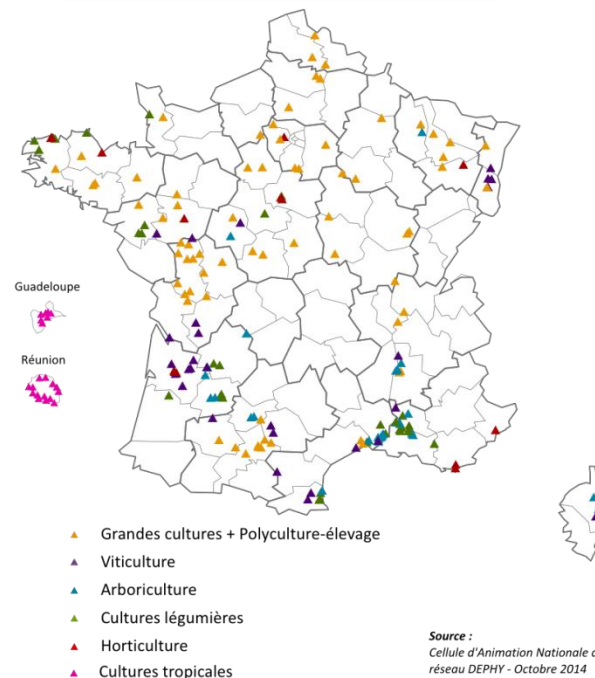 Guadeloupe
Réunion
Grandes cultures + Polyculture-élevage
Viticulture
Arboriculture
Cultures légumières
Horticulture
Cultures tropicales
Source :
Cellule d'Animation Nationale d
réseau DEPHY - Octobre 2014